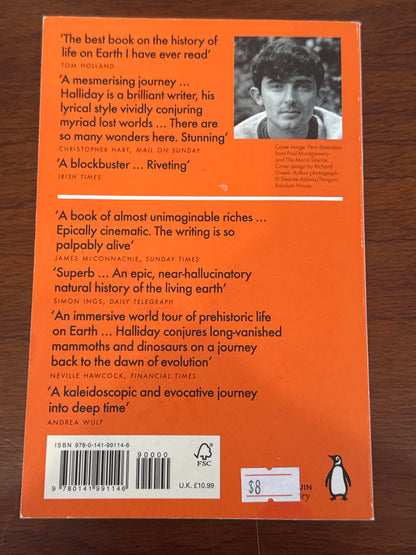 ‘The best book on the history of
life on Earth I have ever read’
TOM HOLLAND
‘A mesmerising journey ...
Halliday is a brilliant writer, his
lyrical style vividly conjuring
myriad lost worlds ... There are
so many wonders here. Stunning’
CHRISTOPHER HART, MAIL ON SUNDAY
‘A blockbuster ... Riveting’
IRISH TIMES
Cover image: Fern illustration
from Paul Montgomery
and The Mural Source.
Cover design by Richard
Green. Author photograph
© Desiree Adams/Penguin
Random House
‘A book of almost unimaginable riches ...
Epically cinematic. The writing is so
palpably alive’
JAMES McCONNACHIE, SUNDAY TIMES
‘Superb ... An epic, near-hallucinatory
natural history of the living earth’
SIMON INGS, DAILY TELEGRAPH
‘An immersive world tour of prehistoric life
on Earth ... Halliday conjures long-vanished
mammoths and dinosaurs on a journey
back to the dawn of evolution’
NEVILLE HAWCOCK, FINANCIAL TIMES
‘A kaleidoscopic and evocative journey
into deep time’
ANDREA WULF
ISBN 978-0-141-99114-6
90000
9 780141 991146
FSC
U.K. £10.99
$8
UIN
ry